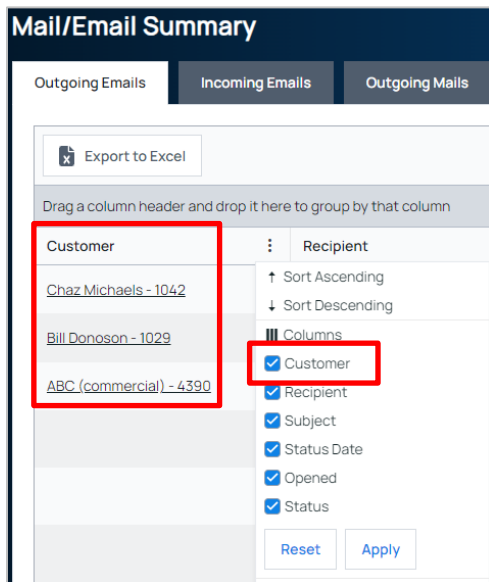 Mail/Email Summary
Outgoing Emails Incoming Emails Outgoing Mails
Export to Excel
Drag a column header and drop it here to group by that column
Customer Recipient
Chaz Michaels - 1042
Bill Donoson - 1029
ABC (commercial) - 4390
Sort Ascending
Sort Descending
Columns
Customer
Recipient
Subject
Status Date
Opened
Status
Reset Apply